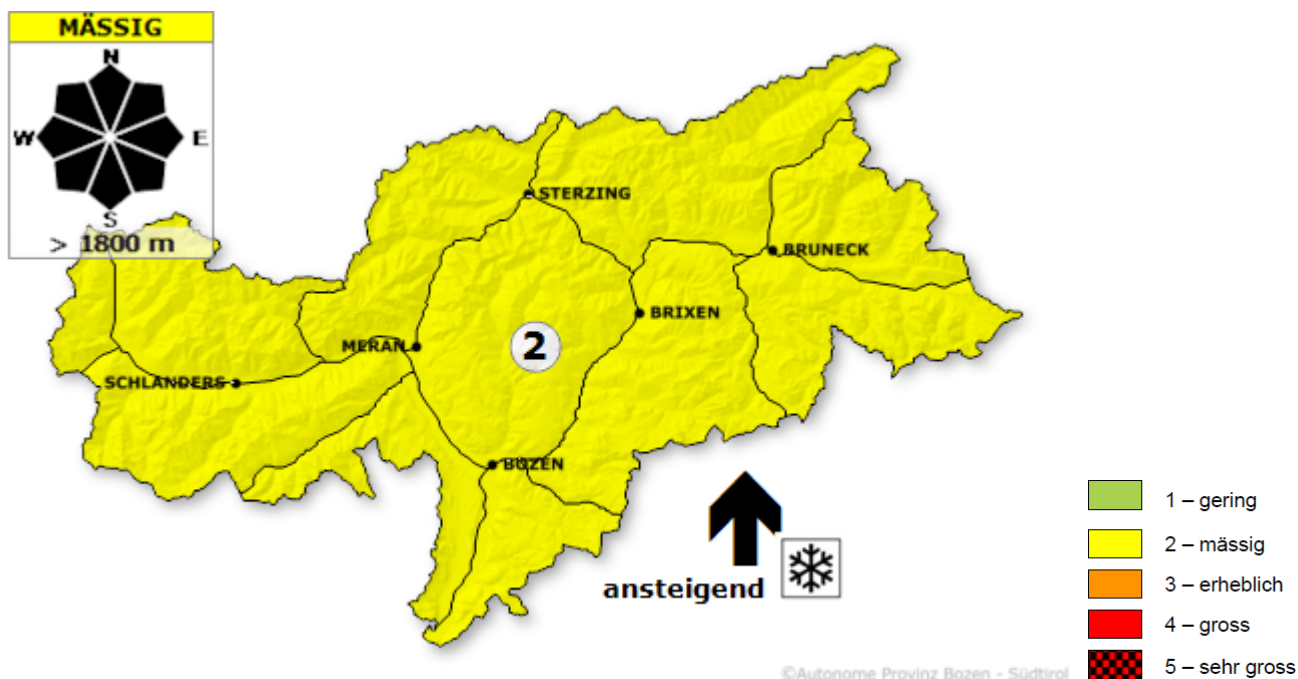 MÄSSIG
N
W
E
S
> 1800 m
STERZING
BRUNECK
BRIXEN
MERAN
2
SCHLANDERS
BOZEN
ansteigend
1 – gering
2 – mässig
3 – erheblich
4 – gross
5 – sehr gross
©Autonome Provinz Bozen - Südtirol